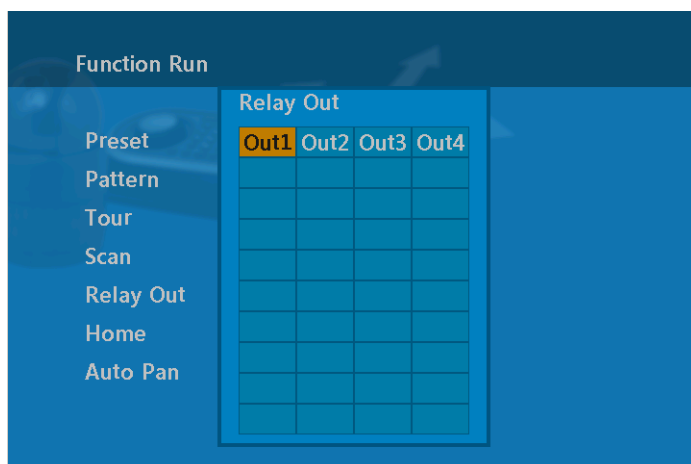 Function Run
Relay Out
Out1 Out2 Out3 Out4
Preset
Pattern
Tour
Scan
Relay Out
Home
Auto Pan